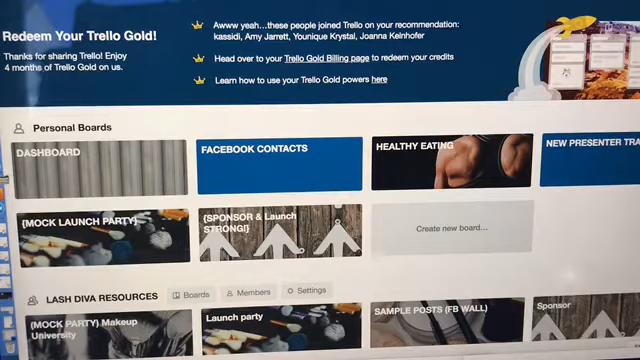 Redeem Your Trello Gold!
Thanks for sharing Trello! Enjoy
4 months of Trello Gold on us.
Awww yeah...these people joined Trello on your recommendation:
kassidi, Amy Jarrett, Younique Krystal, Joanna Kelnhofer
Head over to your Trello Gold Billing page to redeem your credits
Learn how to use your Trello Gold powers here
Personal Boards
DASHBOARD
FACEBOOK CONTACTS
HEALTHY EATING
NEW PRESENTER TRA
{MOCK LAUNCH PARTY}
{SPONSOR & Launch
STRONG!}
Create new board...
LASH DIVA RESOURCES
Boards
Members
Settings
{MOCK PARTY} Makeup
University
Launch party
SAMPLE POSTS (FB WALL)
Sponsor